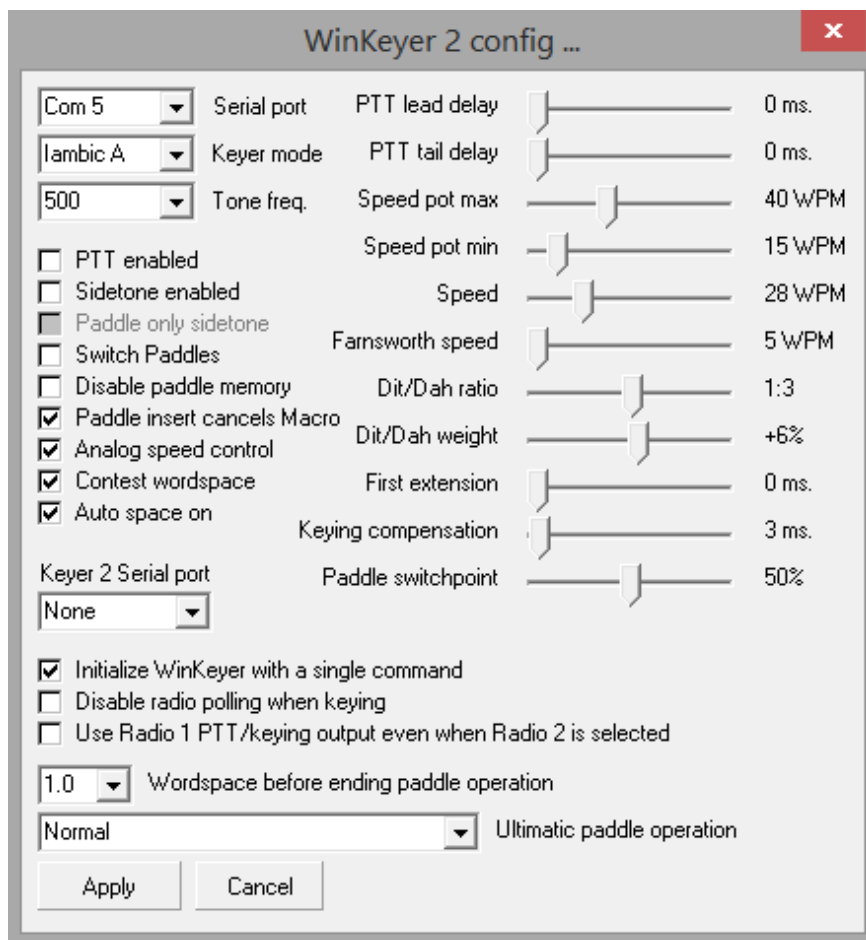 WinKeyer 2 config ...
x
Com 5 Serial port PTT lead delay 0 ms.
Iambic A Keyer mode PTT tail delay 0 ms.
500 Tone freq. Speed pot max 40 WPM
PTT enabled Speed pot min 15 WPM
Sidetone enabled Speed 28 WPM
Paddle only sidetone
Switch Paddles Farnsworth speed 5 WPM
Disable paddle memory Dit/Dah ratio 1:3
Paddle insert cancels Macro
Analog speed control Dit/Dah weight +6%
Contest wordspace First extension 0 ms.
Auto space on
Keying compensation 3 ms.
Keyer 2 Serial port Paddle switchpoint 50%
None
Initialize WinKeyer with a single command
Disable radio polling when keying
Use Radio 1 PTT/keying output even when Radio 2 is selected
1.0 Wordspace before ending paddle operation
Normal Ultimatic paddle operation
Apply Cancel